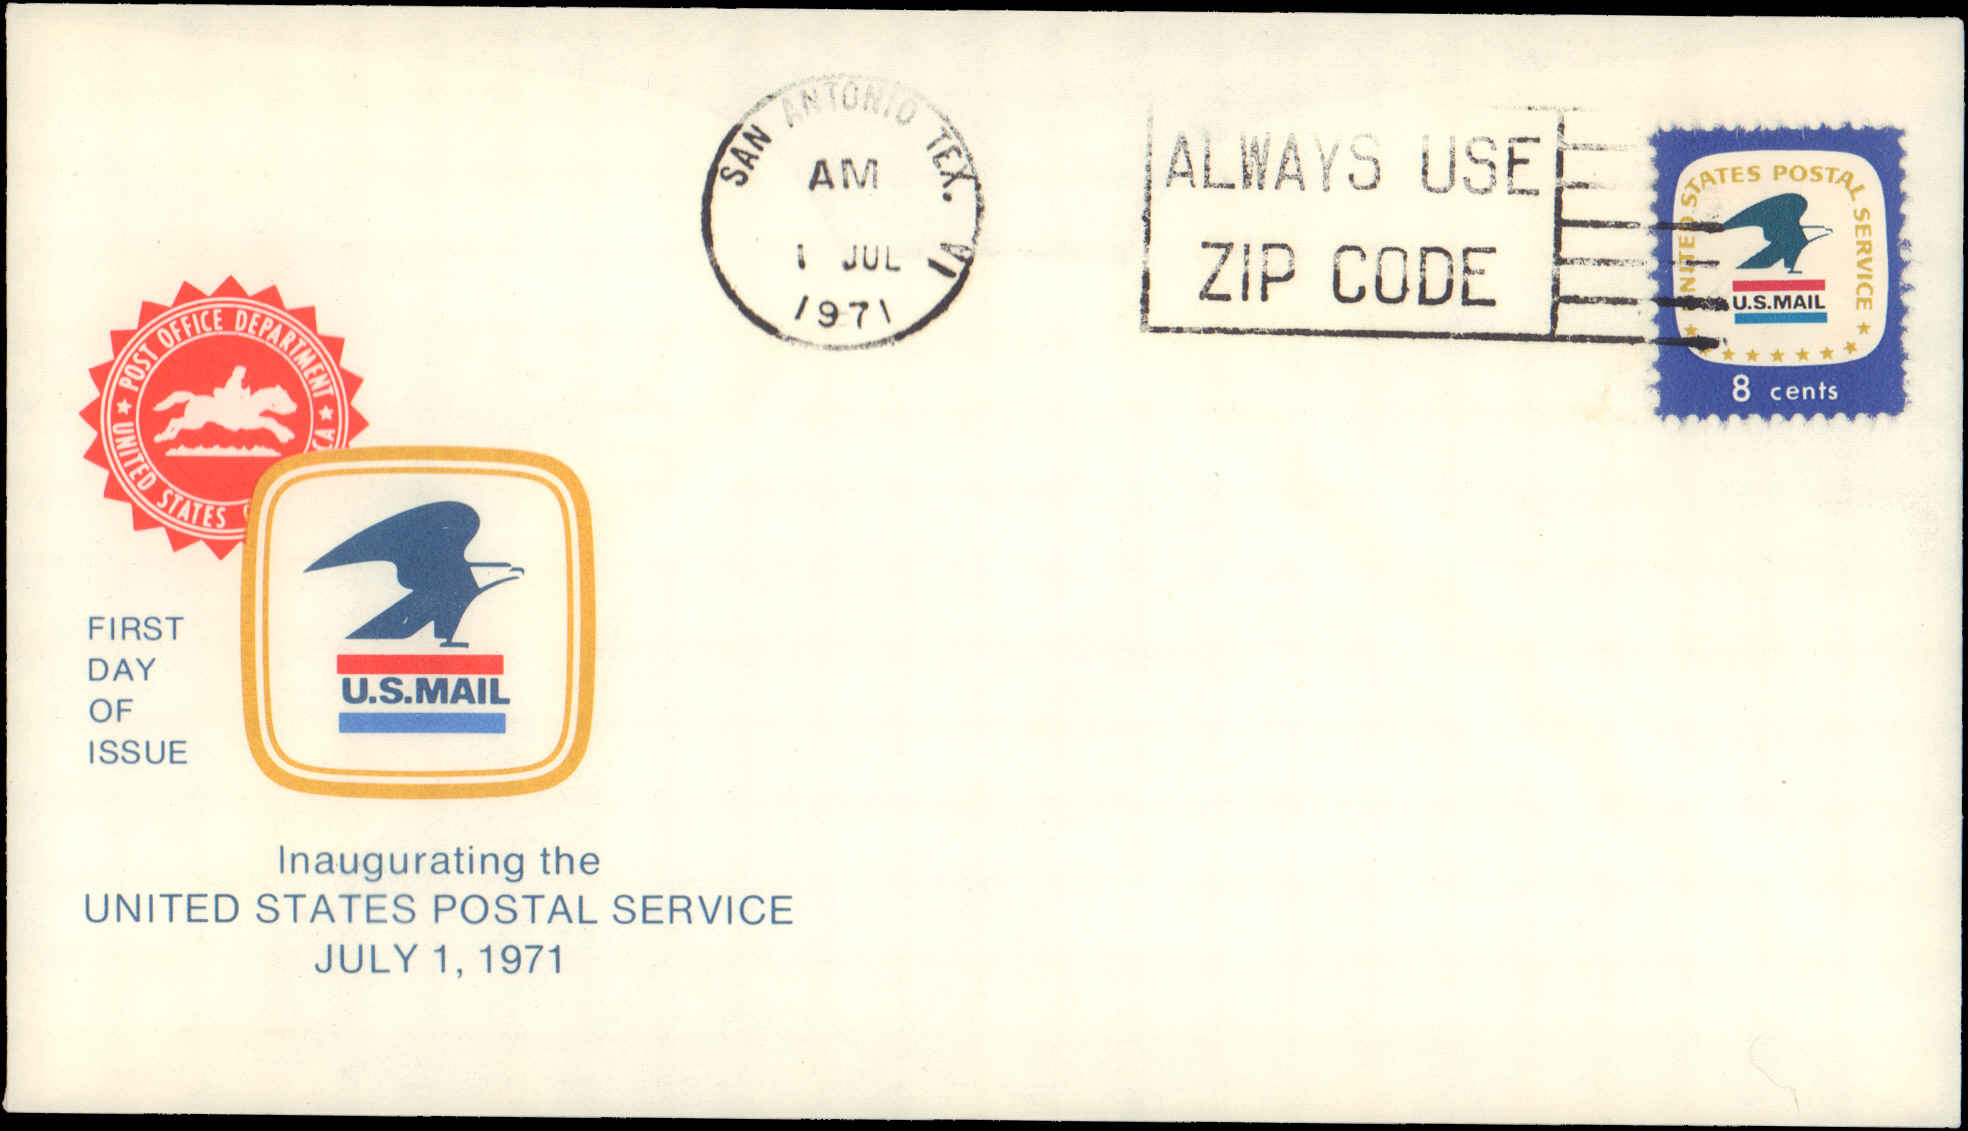 SAN ANTONIO TEX.
AM
1 JUL
1971
1A
ALWAYS USE
ZIP CODE
UNITED STATES POSTAL SERVICE
U.S.MAIL
8 cents
POST OFFICE DEPARTMENT
UNITED STATES
U.S.MAIL
FIRST
DAY
OF
ISSUE
Inaugurating the
UNITED STATES POSTAL SERVICE
JULY 1, 1971